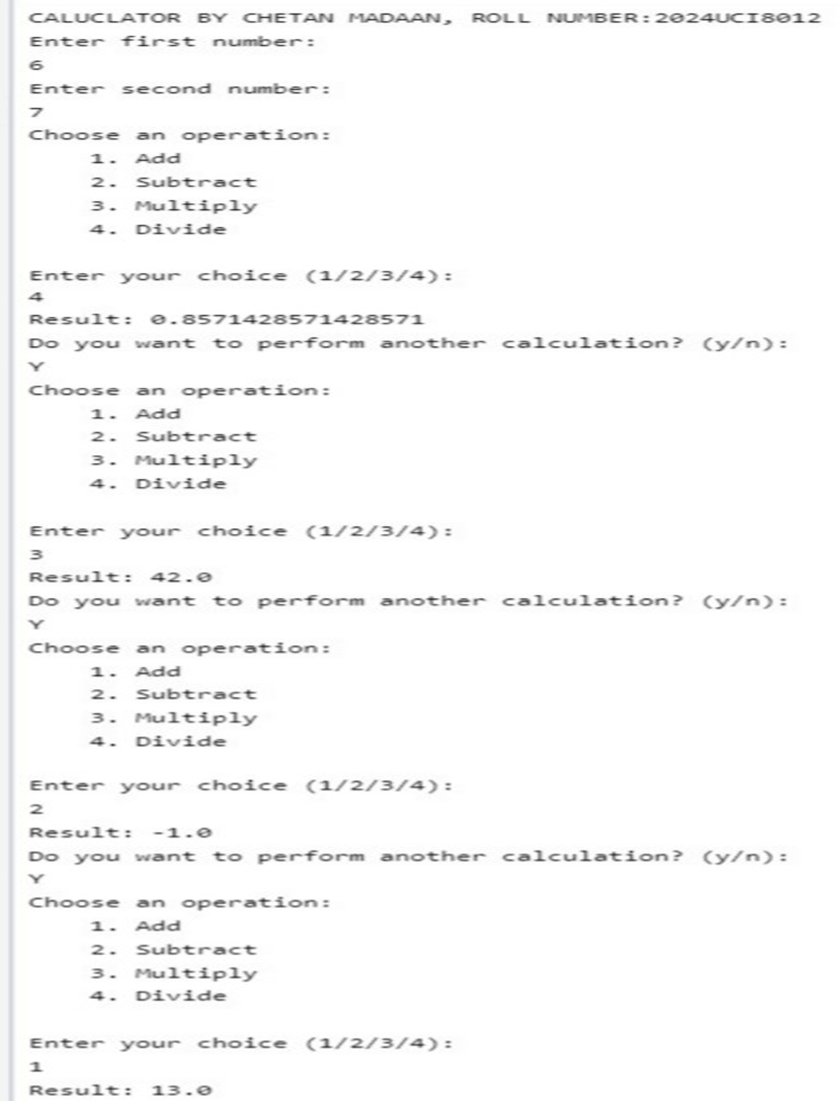 CALUCLATOR BY CHETAN MADAAN, ROLL NUMBER:2024UCI8012
Enter first number:
6
Enter second number:
7
Choose an operation:
1. Add
2. Subtract
3. Multiply
4. Divide
Enter your choice (1/2/3/4):
4
Result: 0.8571428571428571
Do you want to perform another calculation? (y/n):
Y
Choose an operation:
1. Add
2. Subtract
3. Multiply
4. Divide
Enter your choice (1/2/3/4):
3
Result: 42.0
Do you want to perform another calculation? (y/n):
Y
Choose an operation:
1. Add
2. Subtract
3. Multiply
4. Divide
Enter your choice (1/2/3/4):
2
Result: -1.0
Do you want to perform another calculation? (y/n):
Y
Choose an operation:
1. Add
2. Subtract
3. Multiply
4. Divide
Enter your choice (1/2/3/4):
1
Result: 13.0